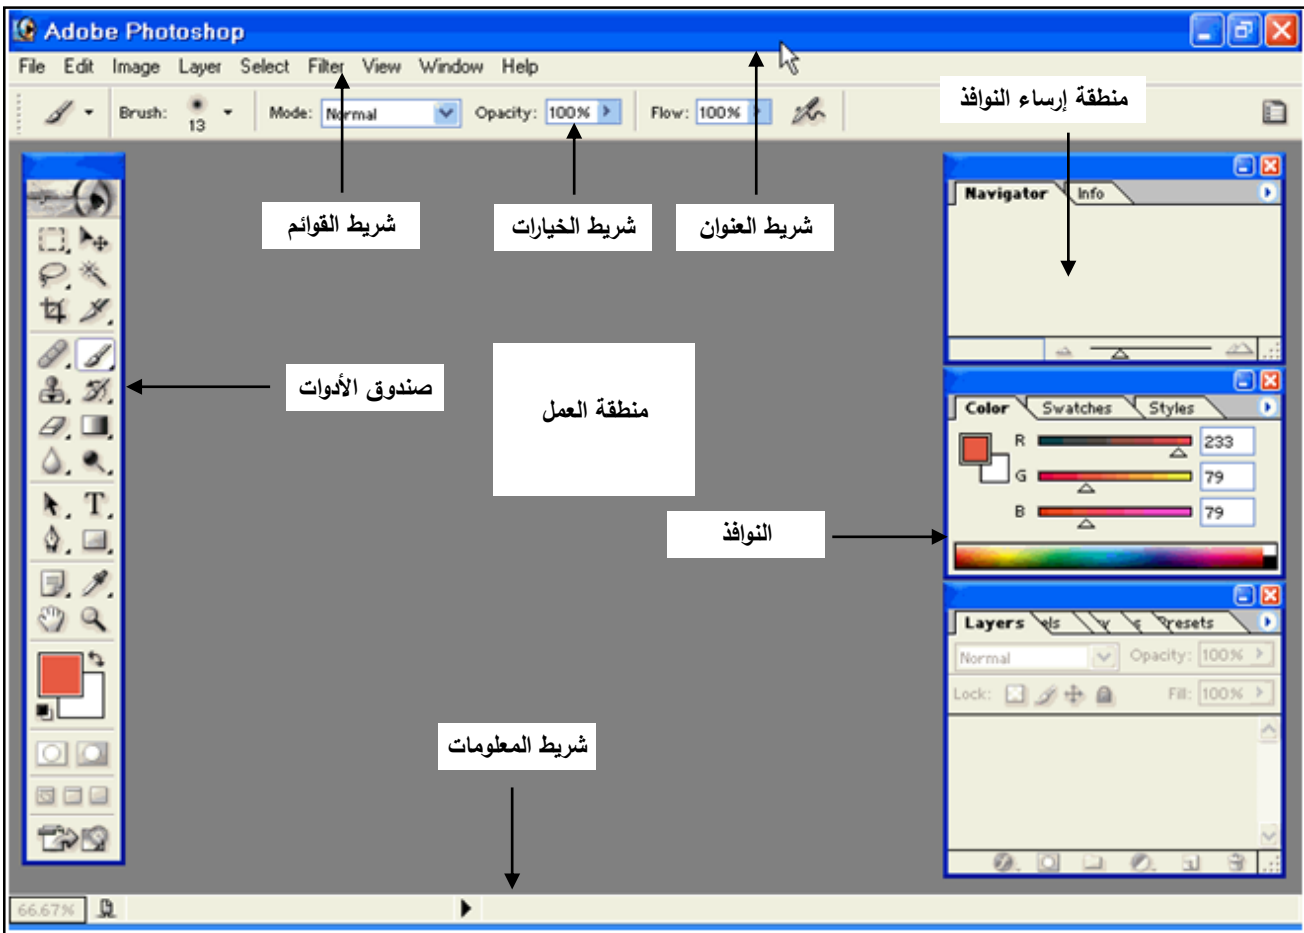 Adobe Photoshop
File Edit Image Layer Select Filter View Window Help
Brush: 13 Mode: Normal Opacity: 100% Flow: 100%
منطقة إرساء النوافذ
Navigator Info
شريط القوائم
شريط الخيارات
شريط العنوان
صندوق الأدوات
منطقة العمل
Color Swatches Styles
R 233
G 79
B 79
النوافذ
T
Layers els Presets
Normal Opacity: 100%
Lock: Fill: 100%
شريط المعلومات
66.67%